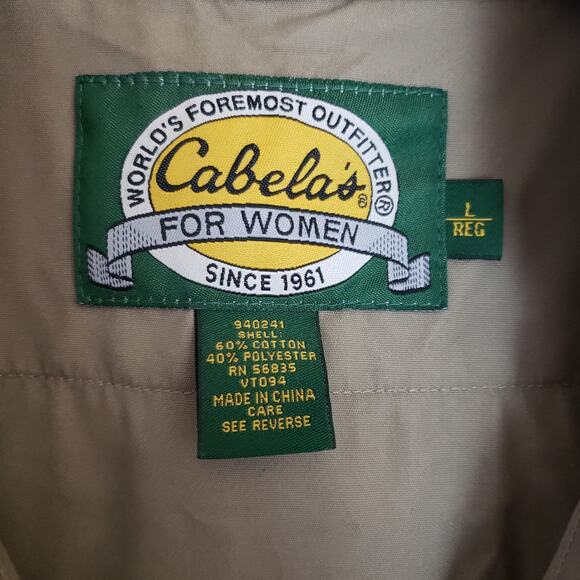 WORLD'S FOREMOST OUTFITTER®
Cabela's®
FOR WOMEN
SINCE 1961
L
REG
940241
SHELL:
60% COTTON
40% POLYESTER
RN 56835
VT094
MADE IN CHINA
CARE
SEE REVERSE